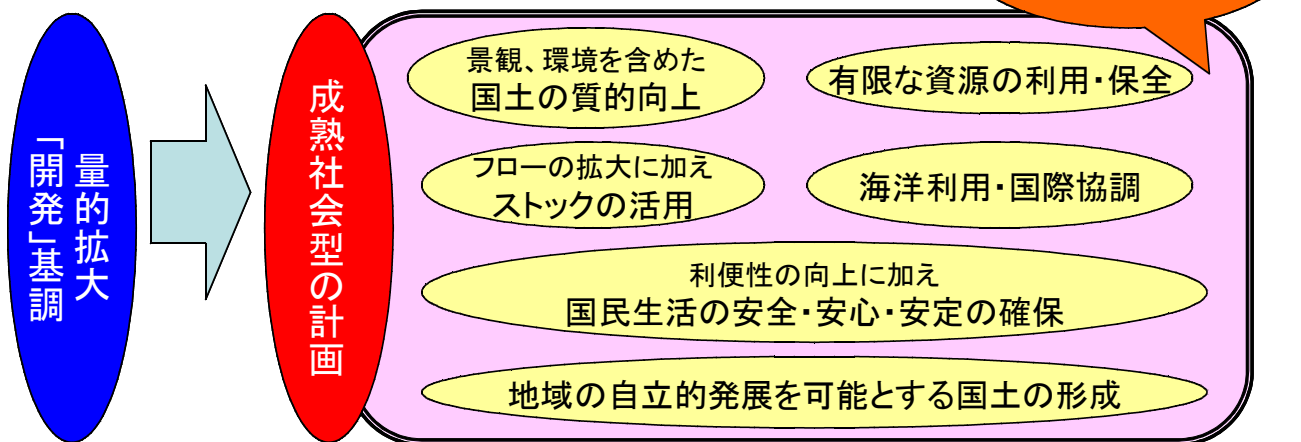 量的拡大
「開発」基調
成熟社会型の計画
景観、環境を含めた
国土の質的向上
有限な資源の利用・保全
フローの拡大に加え
ストックの活用
海洋利用・国際協調
利便性の向上に加え
国民生活の安全・安心・安定の確保
地域の自立的発展を可能とする国土の形成